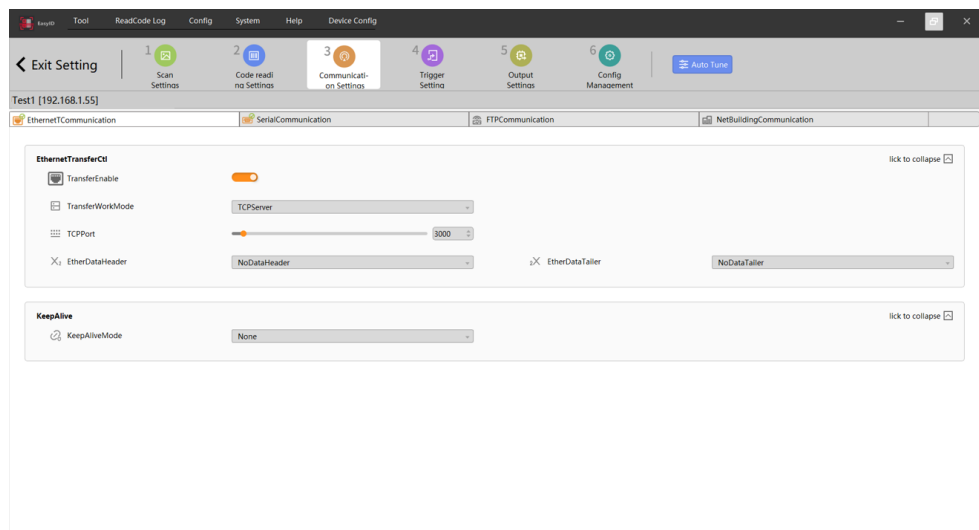 EasyID Tool ReadCode Log Config System Help Device Config
Exit Setting
1 Scan Settings
2 Code readi ng Settings
3 Communicati- on Settings
4 Trigger Setting
5 Output Settings
6 Config Management
Auto Tune
Test1 [192.168.1.55]
EthernetTCommunication SerialCommunication FTPCommunication NetBuildingCommunication
EthernetTransferCtl lick to collapse
TransferEnable
TransferWorkMode TCPServer
TCPPort 3000
X₂ EtherDataHeader NoDataHeader ₂X EtherDataTailer NoDataTailer
KeepAlive lick to collapse
KeepAliveMode None